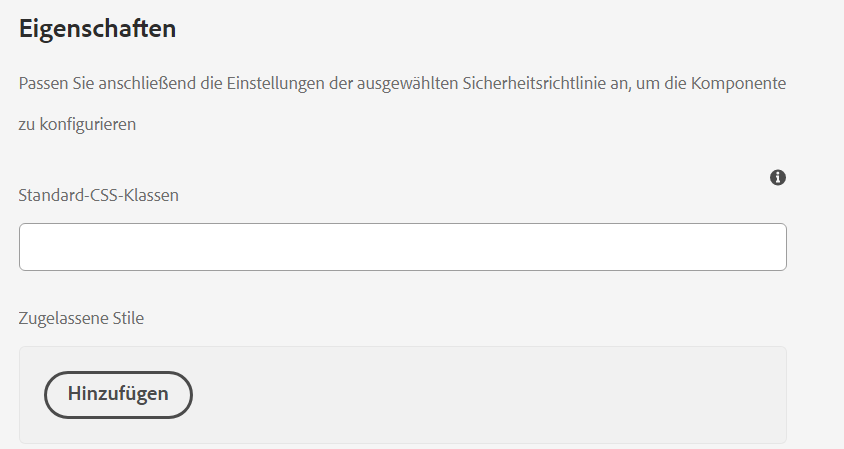 Eigenschaften
Passen Sie anschließend die Einstellungen der ausgewählten Sicherheitsrichtlinie an, um die Komponente
zu konfigurieren
Standard-CSS-Klassen
Zugelassene Stile
Hinzufügen